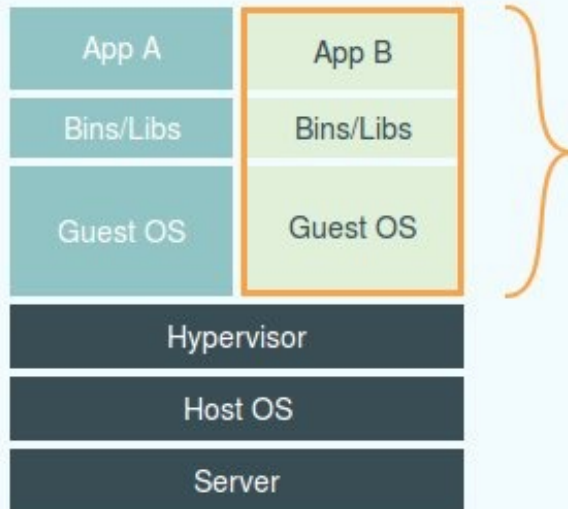 App A
App B
Bins/Libs
Bins/Libs
Guest OS
Guest OS
Hypervisor
Host OS
Server